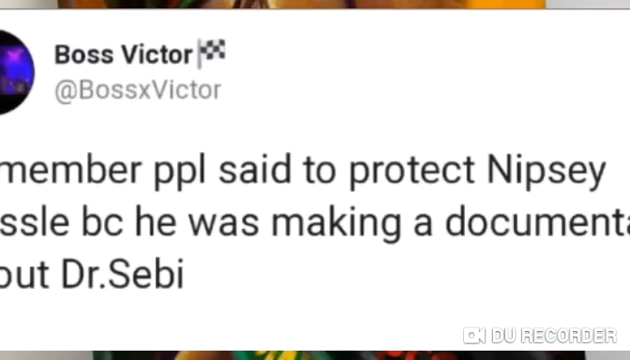 Boss Victor
@BossxVictor
member ppl said to protect Nipsey
ssle bc he was making a documenta
out Dr.Sebi
DU RECORDER